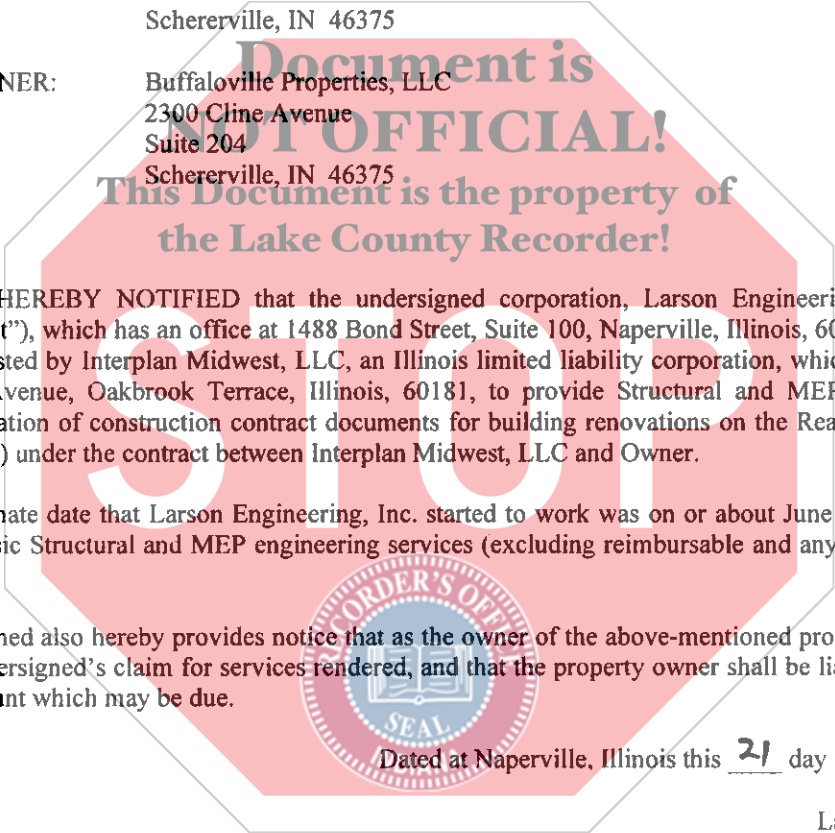 Schererville, IN 46375
Document is
NER: Buffaloville Properties, LLC
2300 Cline Avenue
NOT OFFICIAL!
Suite 204
Schererville, IN 46375
This Document is the property of
the Lake County Recorder!
HEREBY NOTIFIED that the undersigned corporation, Larson Engineeri
t”), which has an office at 1488 Bond Street, Suite 100, Naperville, Illinois, 60
sted by Interplan Midwest, LLC, an Illinois limited liability corporation, whic
Avenue, Oakbrook Terrace, Illinois, 60181, to provide Structural and MEP
ation of construction contract documents for building renovations on the Rea
) under the contract between Interplan Midwest, LLC and Owner.
STOP
nate date that Larson Engineering, Inc. started to work was on or about June
ic Structural and MEP engineering services (excluding reimbursable and any
RECORDER'S OFFICE
ned also hereby provides notice that as the owner of the above-mentioned pro
ersigned’s claim for services rendered, and that the property owner shall be lia
nt which may be due.
SEAL
INDIANA
Dated at Naperville, Illinois this 21 day
La